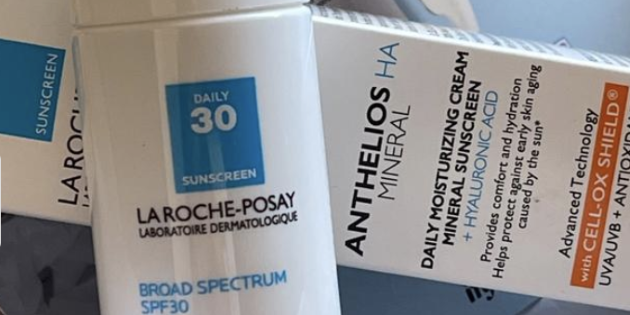 SUNSCREEN
DAILY
30
SUNSCREEN
LA ROCHE-POSAY
LABORATOIRE DERMATOLOGIQUE
BROAD SPECTRUM
SPF30
ANTHELIOS HA
MINERAL
DAILY MOISTURIZING CREAM
MINERAL SUNSCREEN
+ HYALURONIC ACID
Provides comfort and hydration
Helps protect against early skin aging
caused by the sun*
Advanced Technology
with CELL-OX SHIELD®
UVA/UVB +
LA ROC